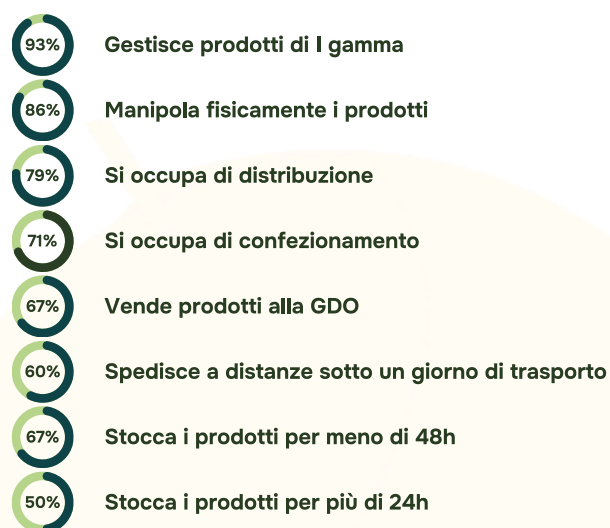 93% Gestisce prodotti di I gamma
86% Manipola fisicamente i prodotti
79% Si occupa di distribuzione
71% Si occupa di confezionamento
67% Vende prodotti alla GDO
60% Spedisce a distanze sotto un giorno di trasporto
67% Stocca i prodotti per meno di 48h
50% Stocca i prodotti per più di 24h